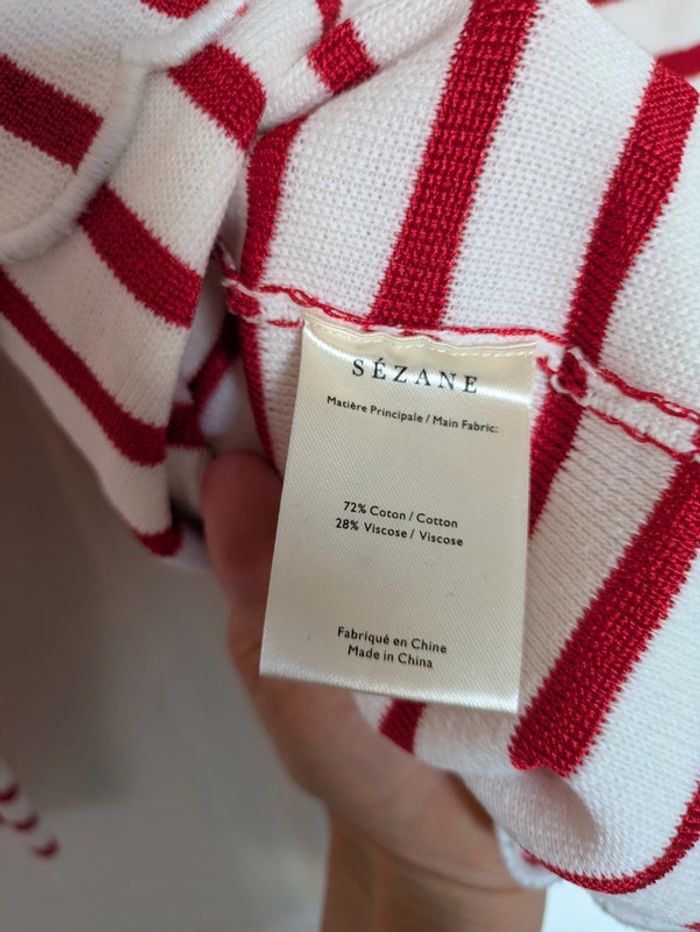 SÉZANE
Matière Principale / Main Fabric:
72% Coton / Cotton
28% Viscose / Viscose
Fabriqué en Chine
Made in China